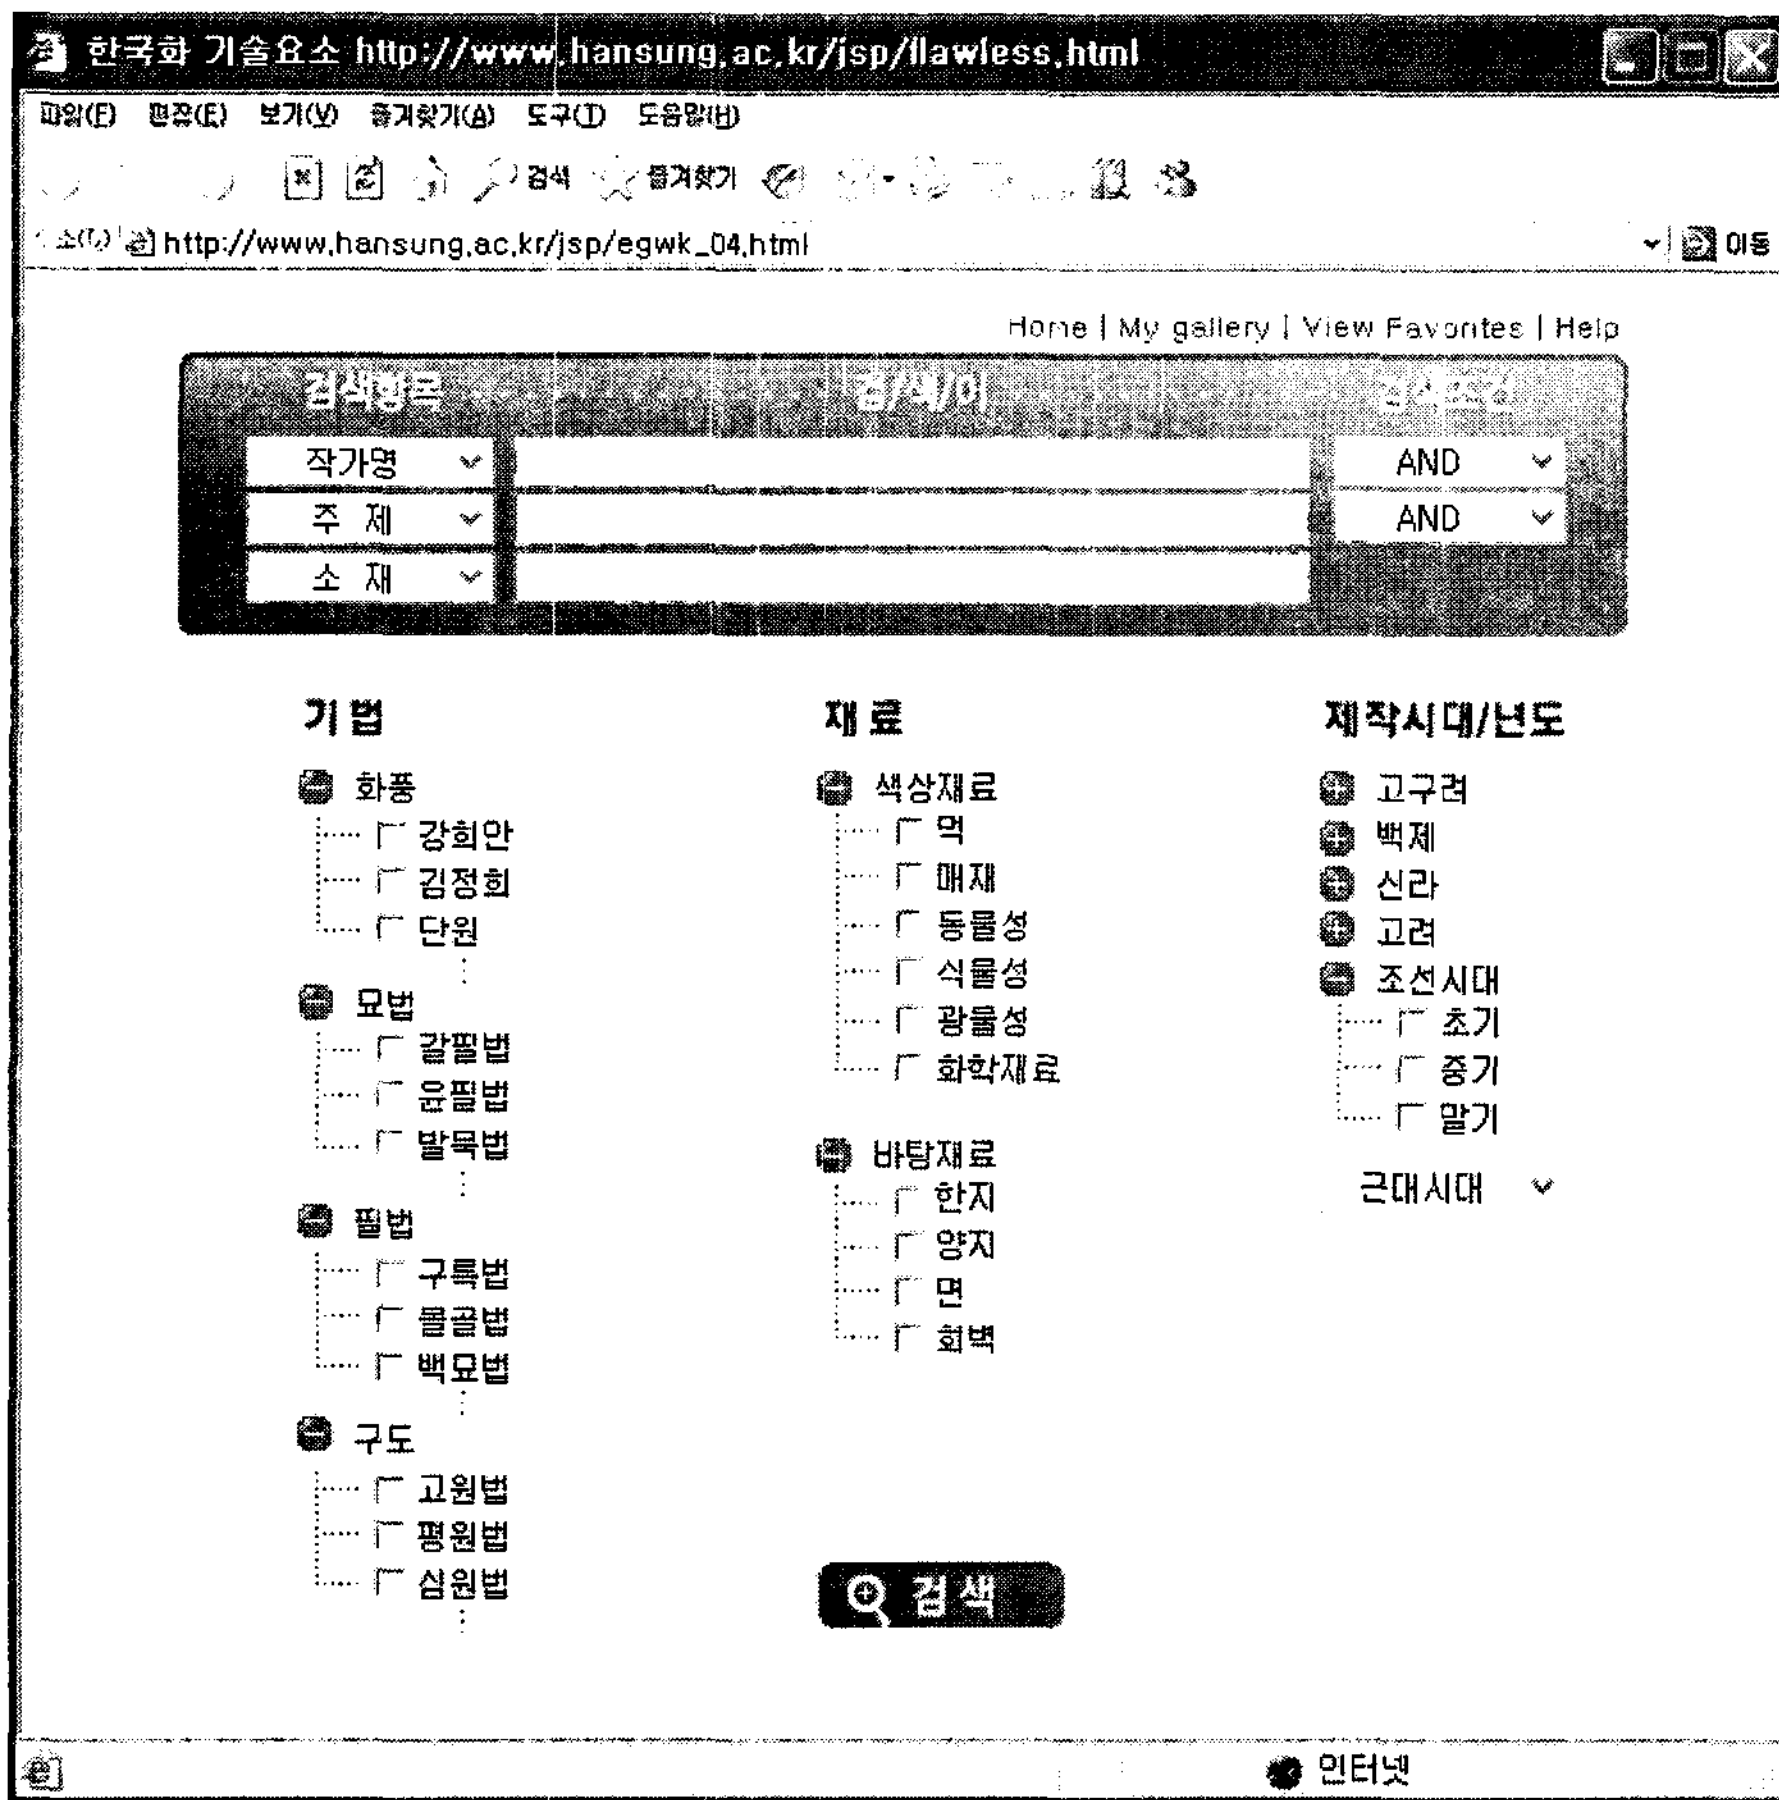 한국화 기술요소 http://www.hansung.ac.kr/jsp/flawless.html
파일(F) 편집(E) 보기(V) 즐겨찾기(A) 도구(T) 도움말(H)
검색 즐겨찾기
http://www.hansung.ac.kr/jsp/egwk_04.html 이동
Home | My gallery | View Favorites | Help
검색항목 검/색/어 검색조건
작가명 AND
주 제 AND
소 재
기 법
화풍
강희안
김정희
단원
묘법
갈필법
윤필법
발묵법
필법
구륵법
몰골법
백묘법
구도
고원법
평원법
심원법
재 료
색상재료
먹
매재
동물성
식물성
광물성
화학재료
바탕재료
한지
양지
면
회벽
제작시대/년도
고구려
백제
신라
고려
조선시대
초기
중기
말기
근대시대
검 색
인터넷